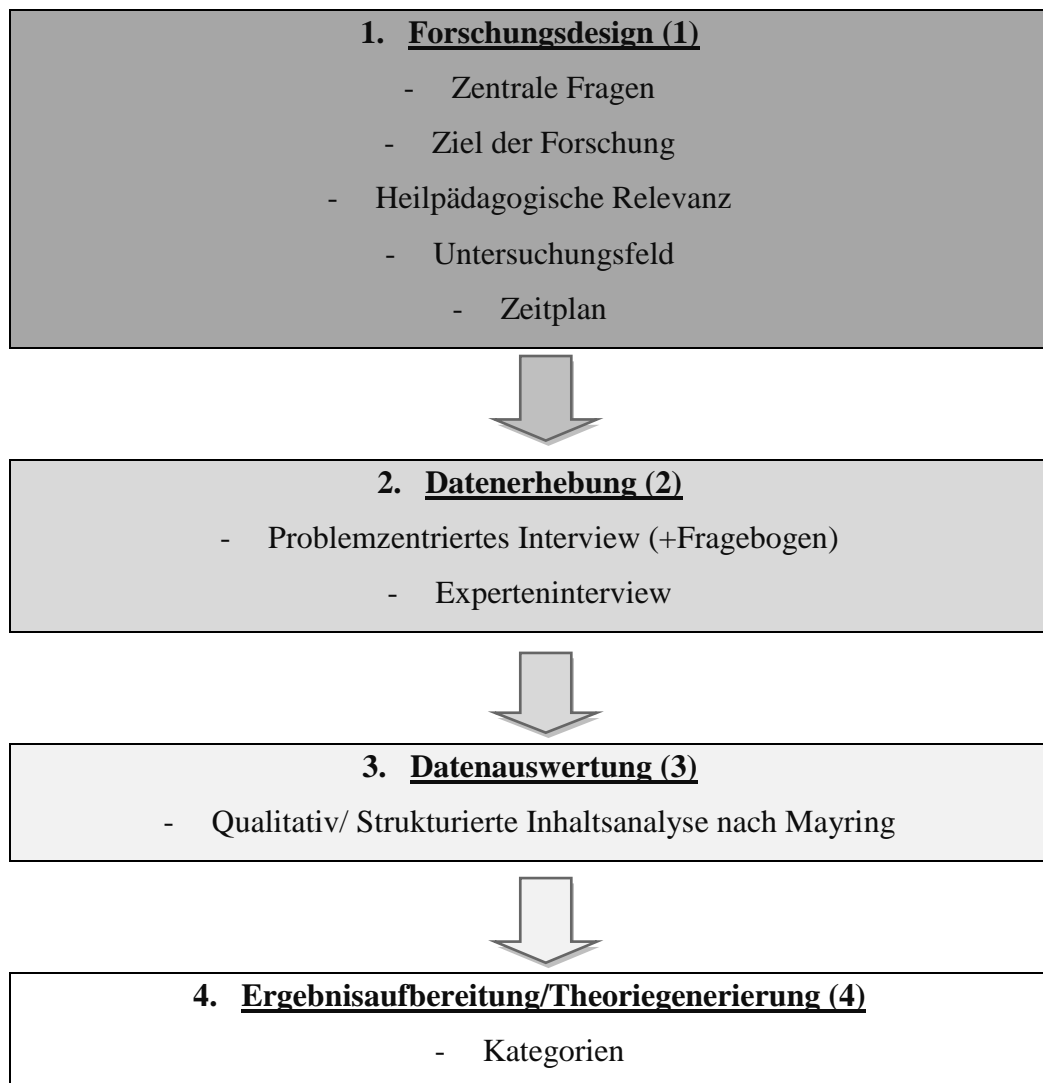 1. Forschungsdesign (1)
- Zentrale Fragen
- Ziel der Forschung
- Heilpädagogische Relevanz
- Untersuchungsfeld
- Zeitplan
2. Datenerhebung (2)
- Problemzentriertes Interview (+Fragebogen)
- Experteninterview
3. Datenauswertung (3)
- Qualitativ/ Strukturierte Inhaltsanalyse nach Mayring
4. Ergebnisaufbereitung/Theoriegenerierung (4)
- Kategorien